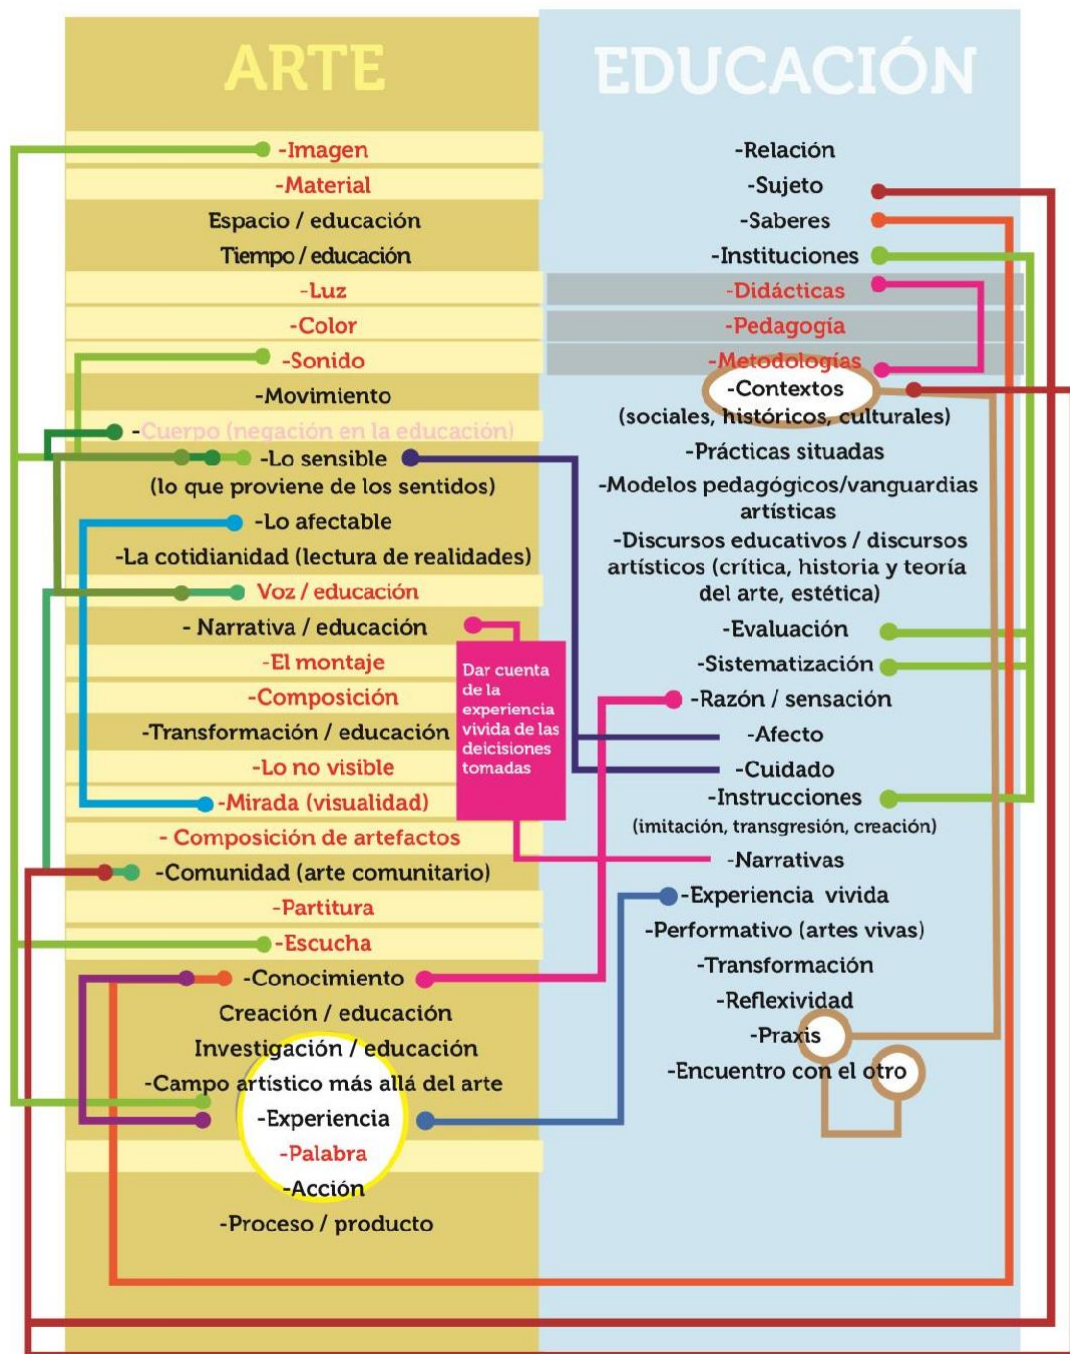 ARTE
-Imagen
-Material
Espacio / educación
Tiempo / educación
-Luz
-Color
-Sonido
-Movimiento
-Cuerpo (negación en la educación)
-Lo sensible
(lo que proviene de los sentidos)
-Lo afectable
-La cotidianidad (lectura de realidades)
Voz / educación
- Narrativa / educación
-El montaje
-Composición
-Transformación / educación
-Lo no visible
-Mirada (visualidad)
- Composición de artefactos
-Comunidad (arte comunitario)
-Partitura
-Escucha
-Conocimiento
Creación / educación
Investigación / educación
-Campo artístico más allá del arte
-Experiencia
-Palabra
-Acción
-Proceso / producto
Dar cuenta
de la
experiencia
vivida de las
deicisiones
tomadas
EDUCACIÓN
-Relación
-Sujeto
-Saberes
-Instituciones
-Didácticas
-Pedagogía
-Metodologías
-Contextos
(sociales, históricos, culturales)
-Prácticas situadas
-Modelos pedagógicos/vanguardias
artísticas
-Discursos educativos / discursos
artísticos (crítica, historia y teoría
del arte, estética)
-Evaluación
-Sistematización
-Razón / sensación
-Afecto
-Cuidado
-Instrucciones
(imitación, transgresión, creación)
-Narrativas
-Experiencia vivida
-Performativo (artes vivas)
-Transformación
-Reflexividad
-Praxis
-Encuentro con el otro